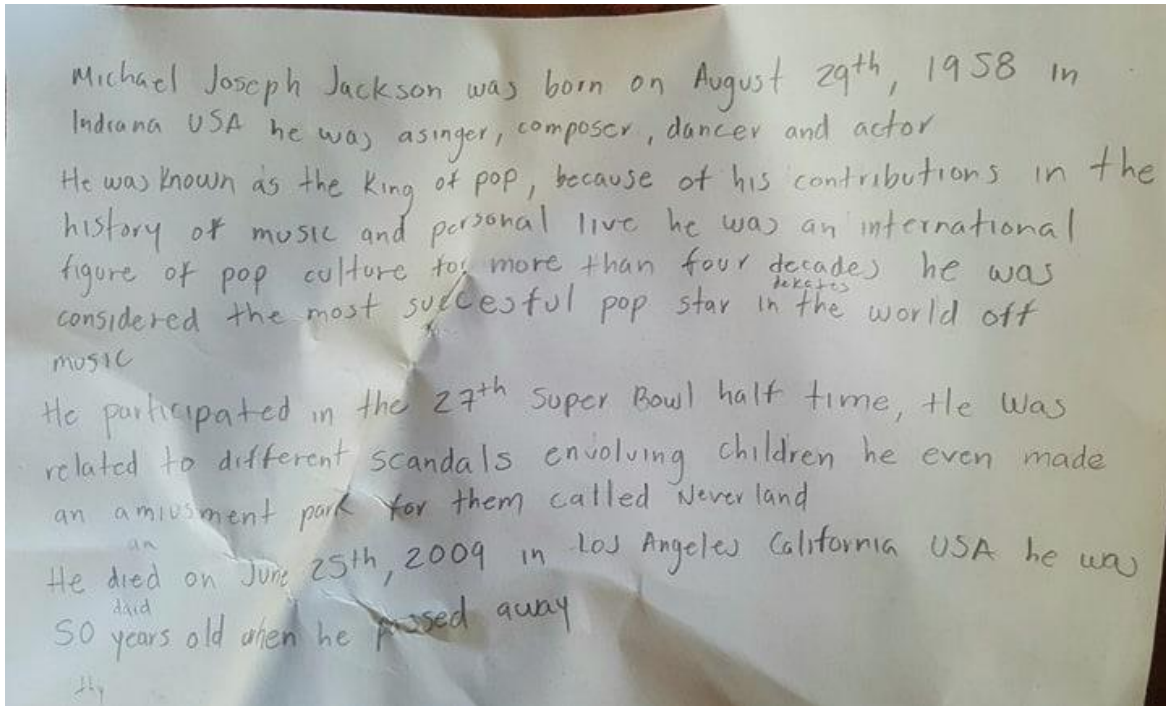 Michael Joseph Jackson was born on August 29th, 1958 in
Indiana USA he was asinger, composer, dancer and actor
He was known as the King of pop, because of his contributions in the
history of music and personal live he was an international
figure of pop culture for more than four decades he was
dekates
considered the most succesful pop star in the world off
music
He participated in the 27th Super Bowl half time, He was
related to different scandals envolving children he even made
an amiusment park for them called Never land
an
He died on June 25th, 2009 in Los Angeles California USA he was
daid
50 years old when he passed away